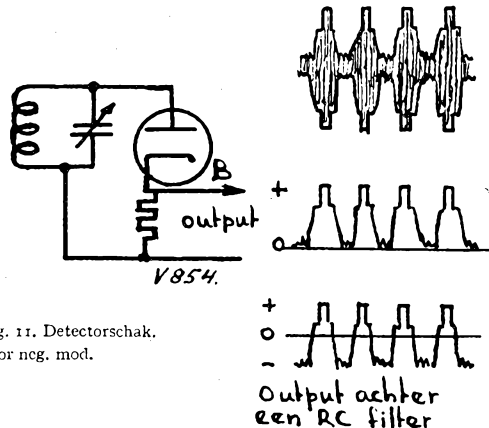 B
output
V854.
g. 11. Detectorschak.
or neg. mod.
+
0
+
0
-
Output achter
een RC filter